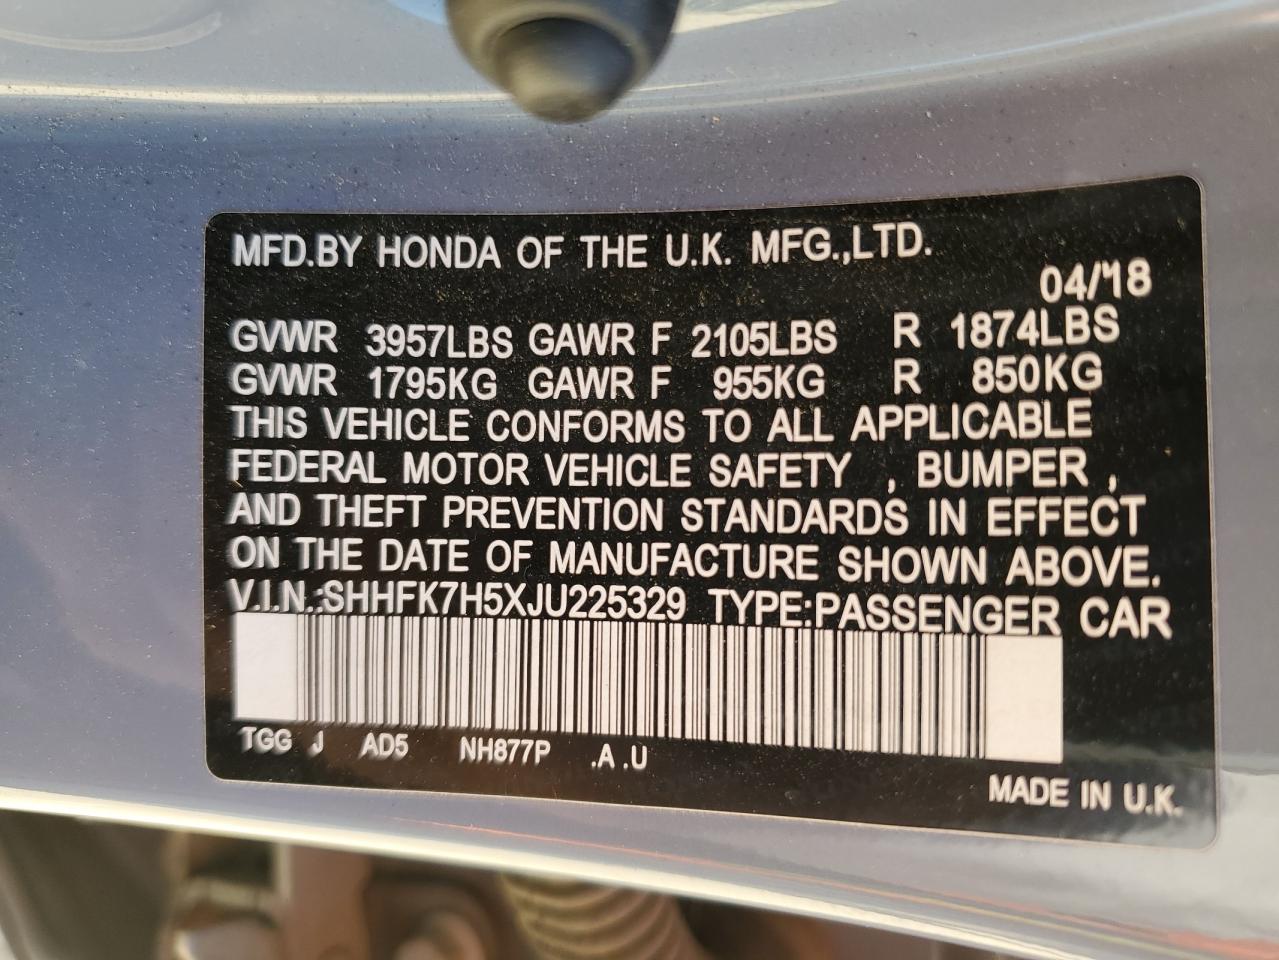 MFD.BY HONDA OF THE U.K. MFG.,LTD.
04/'18
GVWR 3957LBS GAWR F 2105LBS R 1874LBS
GVWR 1795KG GAWR F 955KG R 850KG
THIS VEHICLE CONFORMS TO ALL APPLICABLE
FEDERAL MOTOR VEHICLE SAFETY , BUMPER ,
AND THEFT PREVENTION STANDARDS IN EFFECT
ON THE DATE OF MANUFACTURE SHOWN ABOVE.
V.I.N.:SHHFK7H5XJU225329 TYPE:PASSENGER CAR
TGG J AD5 NH877P .A .U
MADE IN U.K.